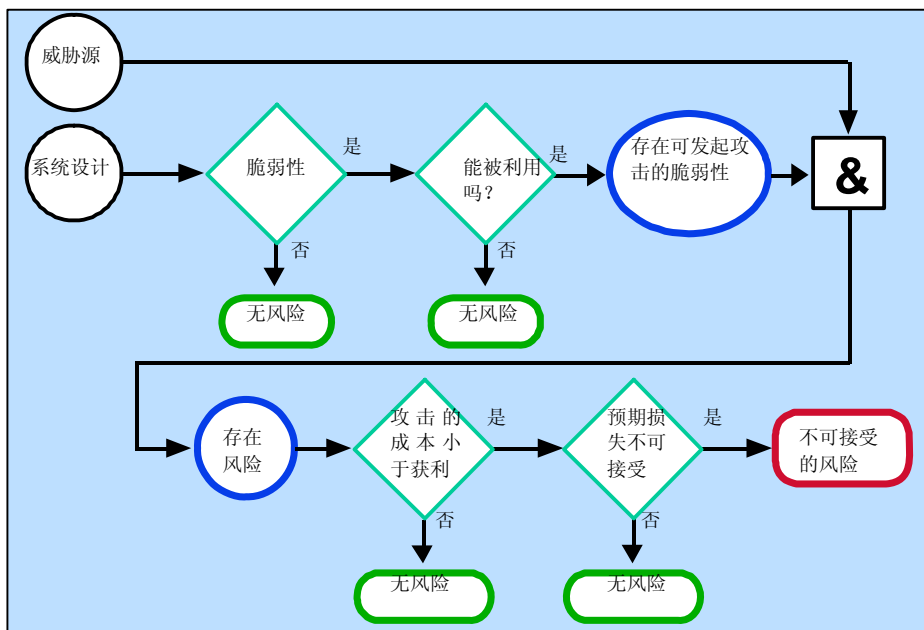 威胁源
系统设计
脆弱性
是
能被利用
吗?
是
存在可发起攻
击的脆弱性
&
否
否
无风险
无风险
存在
风险
攻击的
成本小
于获利
是
预期损
失不可
接受
是
不可接受
的风险
否
否
无风险
无风险